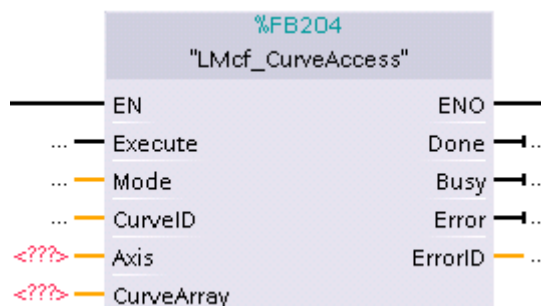 %FB204
"LMcf_CurveAccess"
EN ENO
... Execute Done ...
... Mode Busy ...
... CurveID Error ...
<???> Axis ErrorID ...
<???> CurveArray